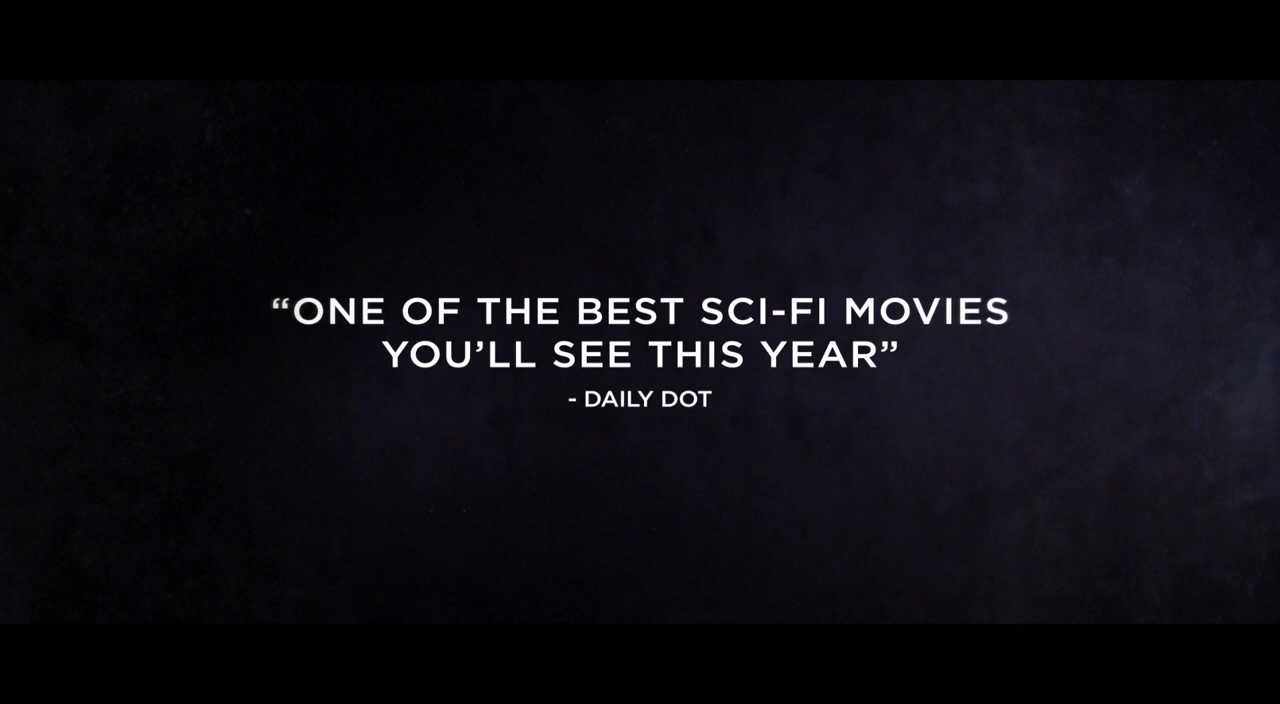 “ONE OF THE BEST SCI-FI MOVIES
YOU’LL SEE THIS YEAR”
- DAILY DOT